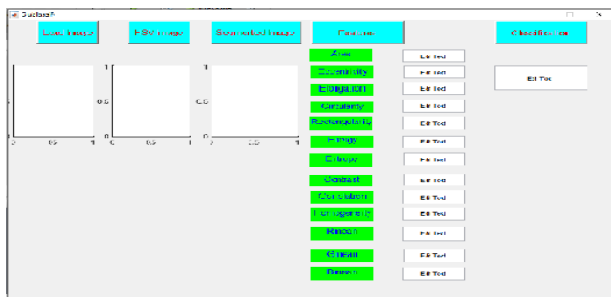 Load Image
HSV Image
Segmented Image
Features
Classification
Area
Edit Text
Eccentricity
Edit Text
Edit Text
Elongation
Edit Text
Circularity
Edit Text
Rectangularity
Edit Text
Energy
Edit Text
Entropy
Edit Text
Contrast
Edit Text
Correlation
Edit Text
Homogeneity
Edit Text
Rmean
Edit Text
Gmean
Edit Text
Bmean
Edit Text
1
0.5
0
0 0.5 1
1
0.5
0
0 0.5 1
1
0.5
0
0 0.5 1